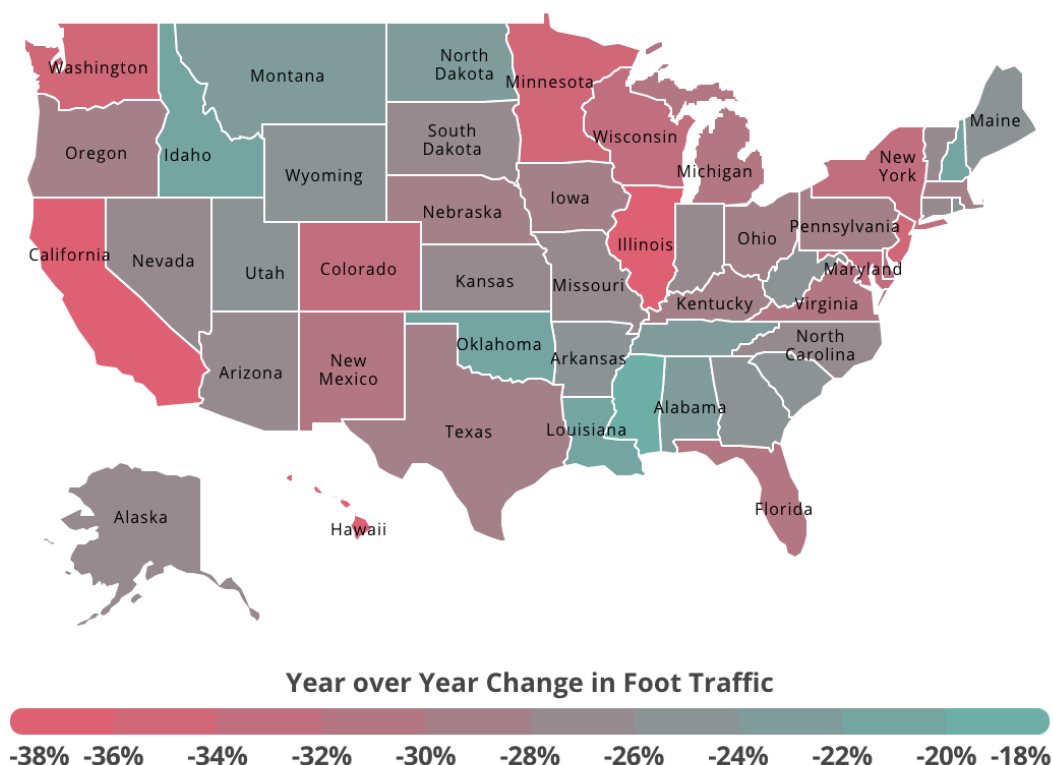 Washington
Montana
North
Dakota
Minnesota
Maine
Oregon
Idaho
South
Dakota
Wisconsin
New
York
Wyoming
Michigan
Nebraska
Iowa
Pennsylvania
California
Nevada
Utah
Colorado
Kansas
Missouri
Illinois
Ohio
Maryland
Kentucky
Virginia
Arizona
New
Mexico
Oklahoma
Arkansas
North
Carolina
Texas
Louisiana
Alabama
Florida
Alaska
Hawaii
Year over Year Change in Foot Traffic
-38% -36% -34% -32% -30% -28% -26% -24% -22% -20% -18%